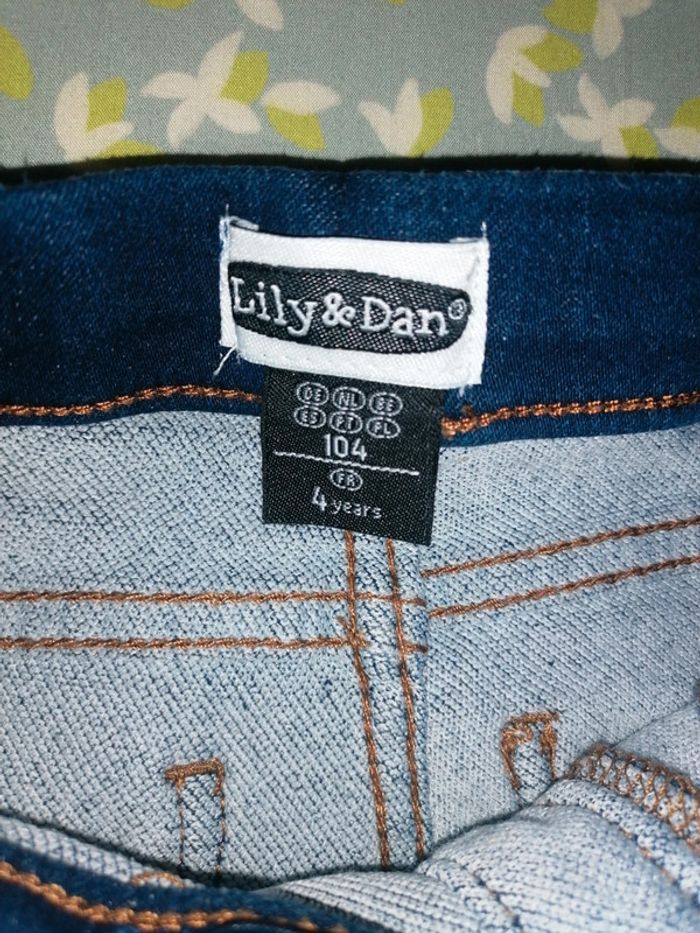 Lily&Dan®
DE NL BE
ES PT PL
104
FR
4 years